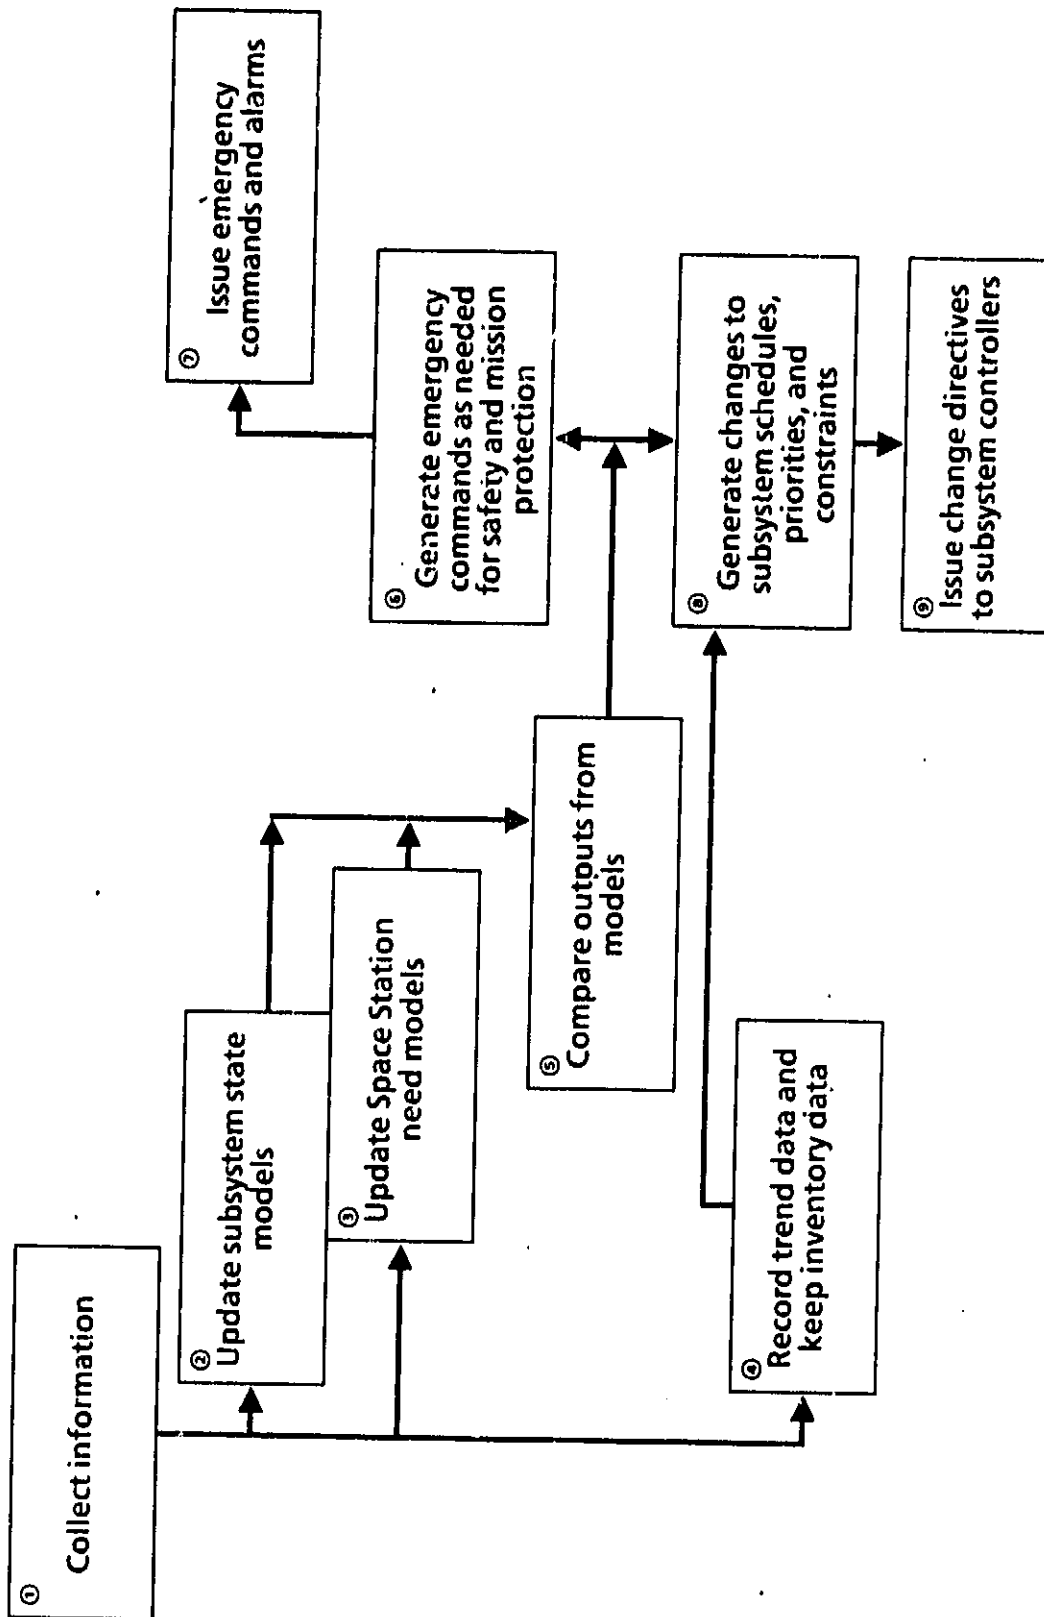 ①
Collect information
②
Update subsystem state
models
③
Update Space Station
need models
④
Record trend data and
keep inventory data
⑤
Compare outputs from
models
⑥
Generate emergency
commands as needed
for safety and mission
protection
⑦
Issue emergency
commands and alarms
⑧
Generate changes to
subsystem schedules,
priorities, and
constraints
⑨
Issue change directives
to subsystem controllers